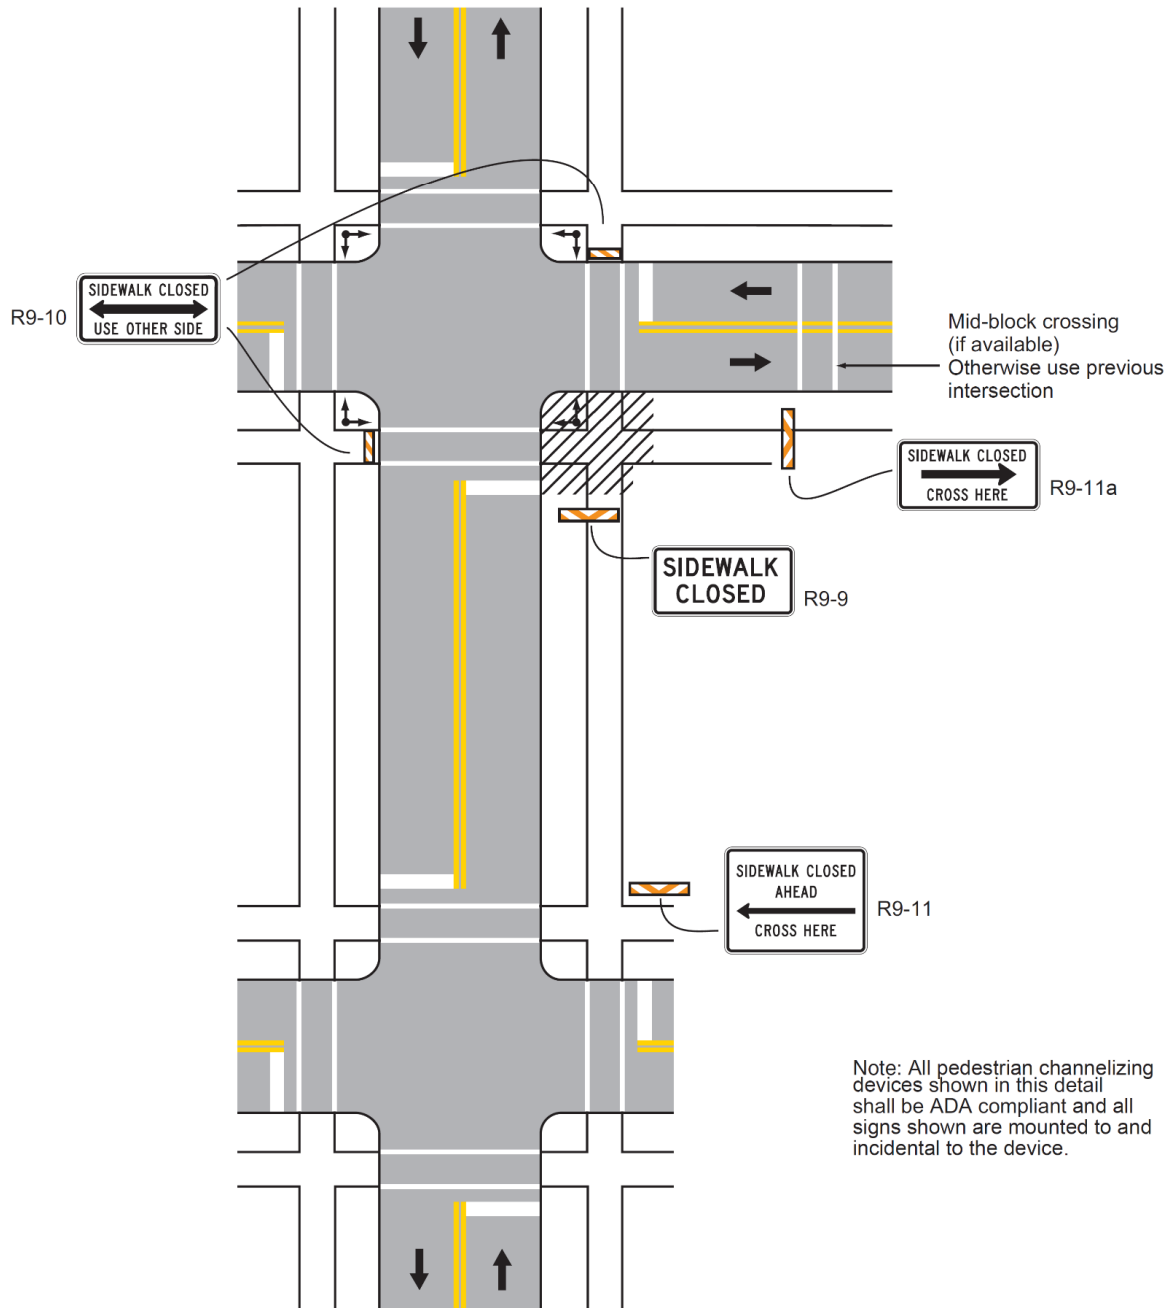 SIDEWALK CLOSED
USE OTHER SIDE
R9-10
Mid-block crossing
(if available)
Otherwise use previous
intersection
SIDEWALK CLOSED
CROSS HERE
R9-11a
SIDEWALK
CLOSED
R9-9
SIDEWALK CLOSED
AHEAD
CROSS HERE
R9-11
Note: All pedestrian channelizing
devices shown in this detail
shall be ADA compliant and all
signs shown are mounted to and
incidental to the device.